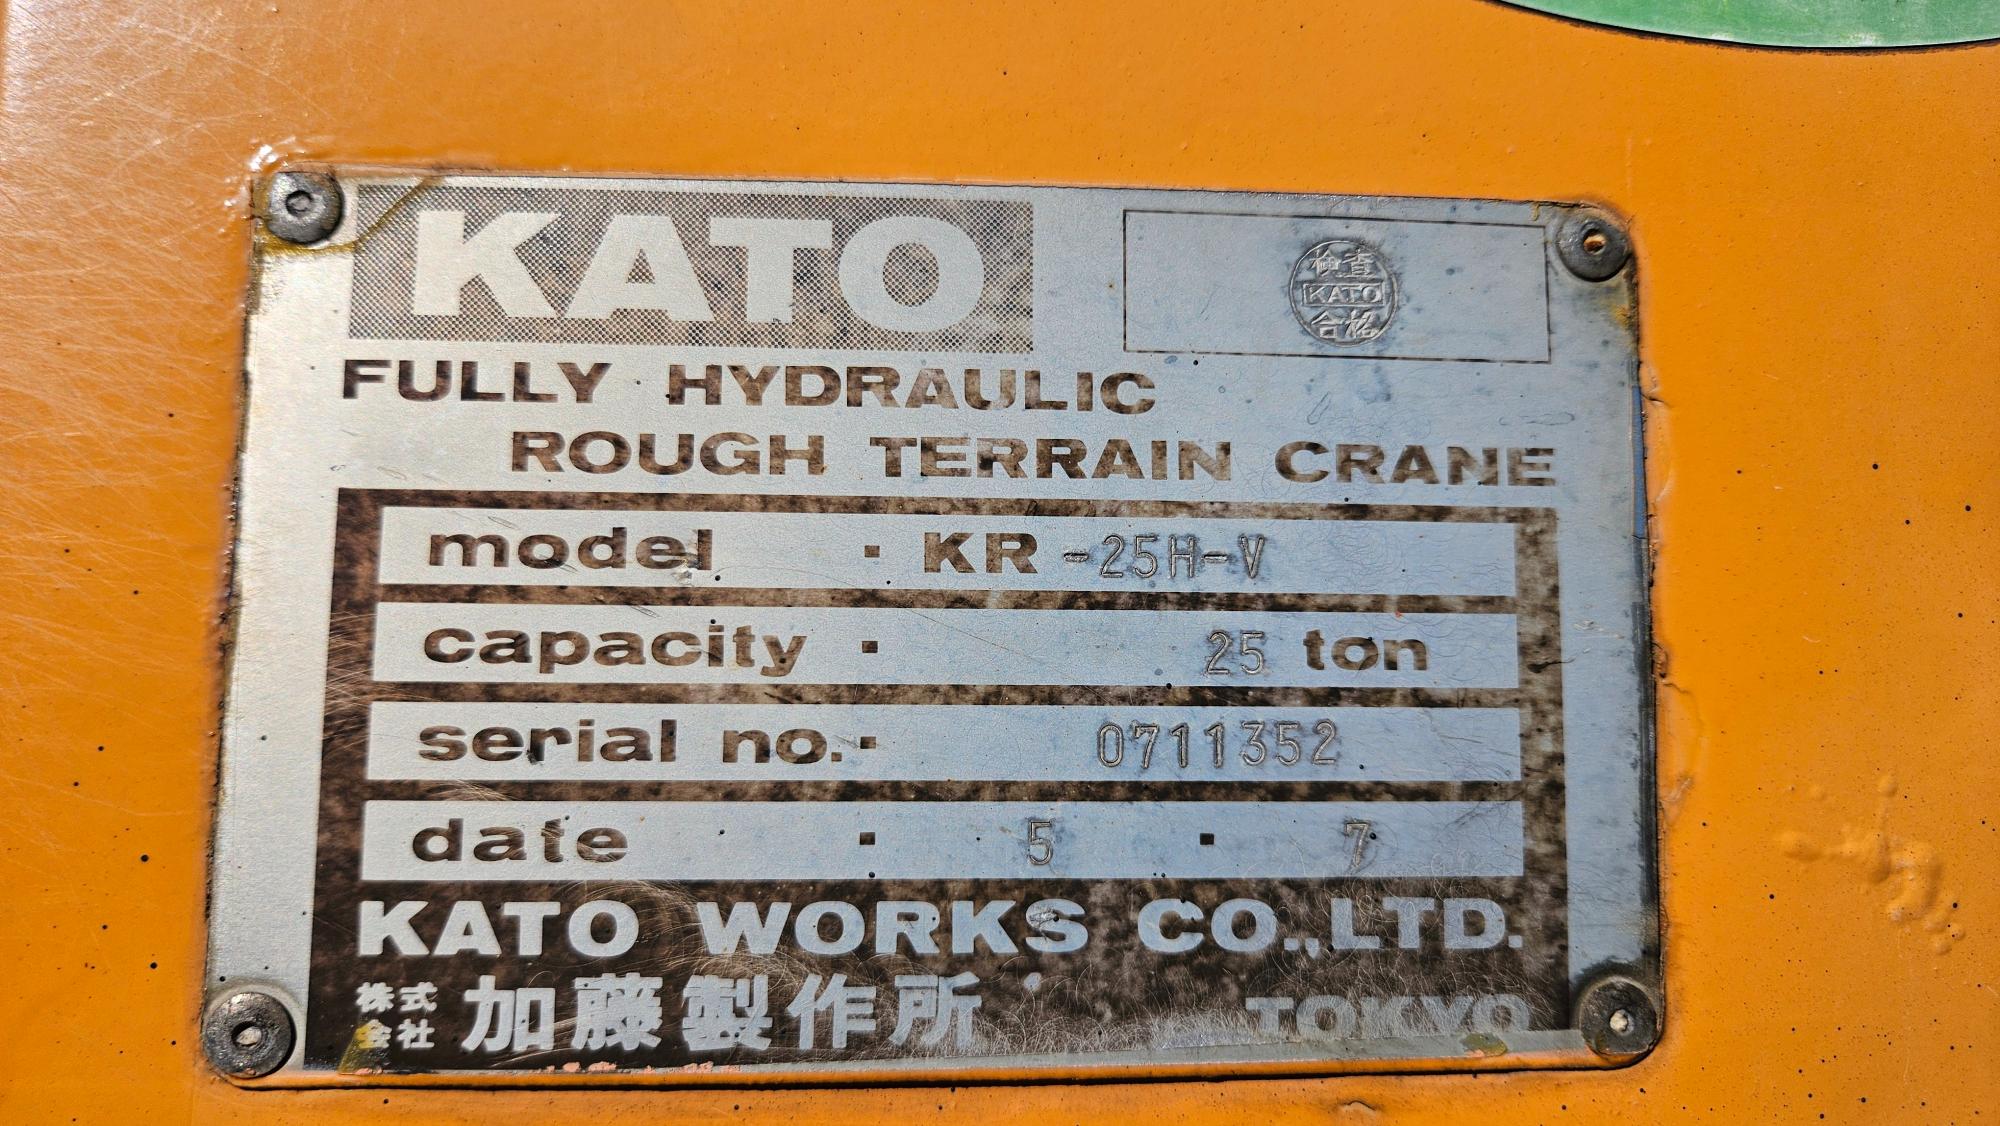 KATO
検査
KATO
合格
FULLY HYDRAULIC
ROUGH TERRAIN CRANE
model · KR-25H-V
capacity · 25 ton
serial no. · 0711352
date · 5 · 7
KATO WORKS CO.,LTD.
株式会社 加藤製作所 TOKYO